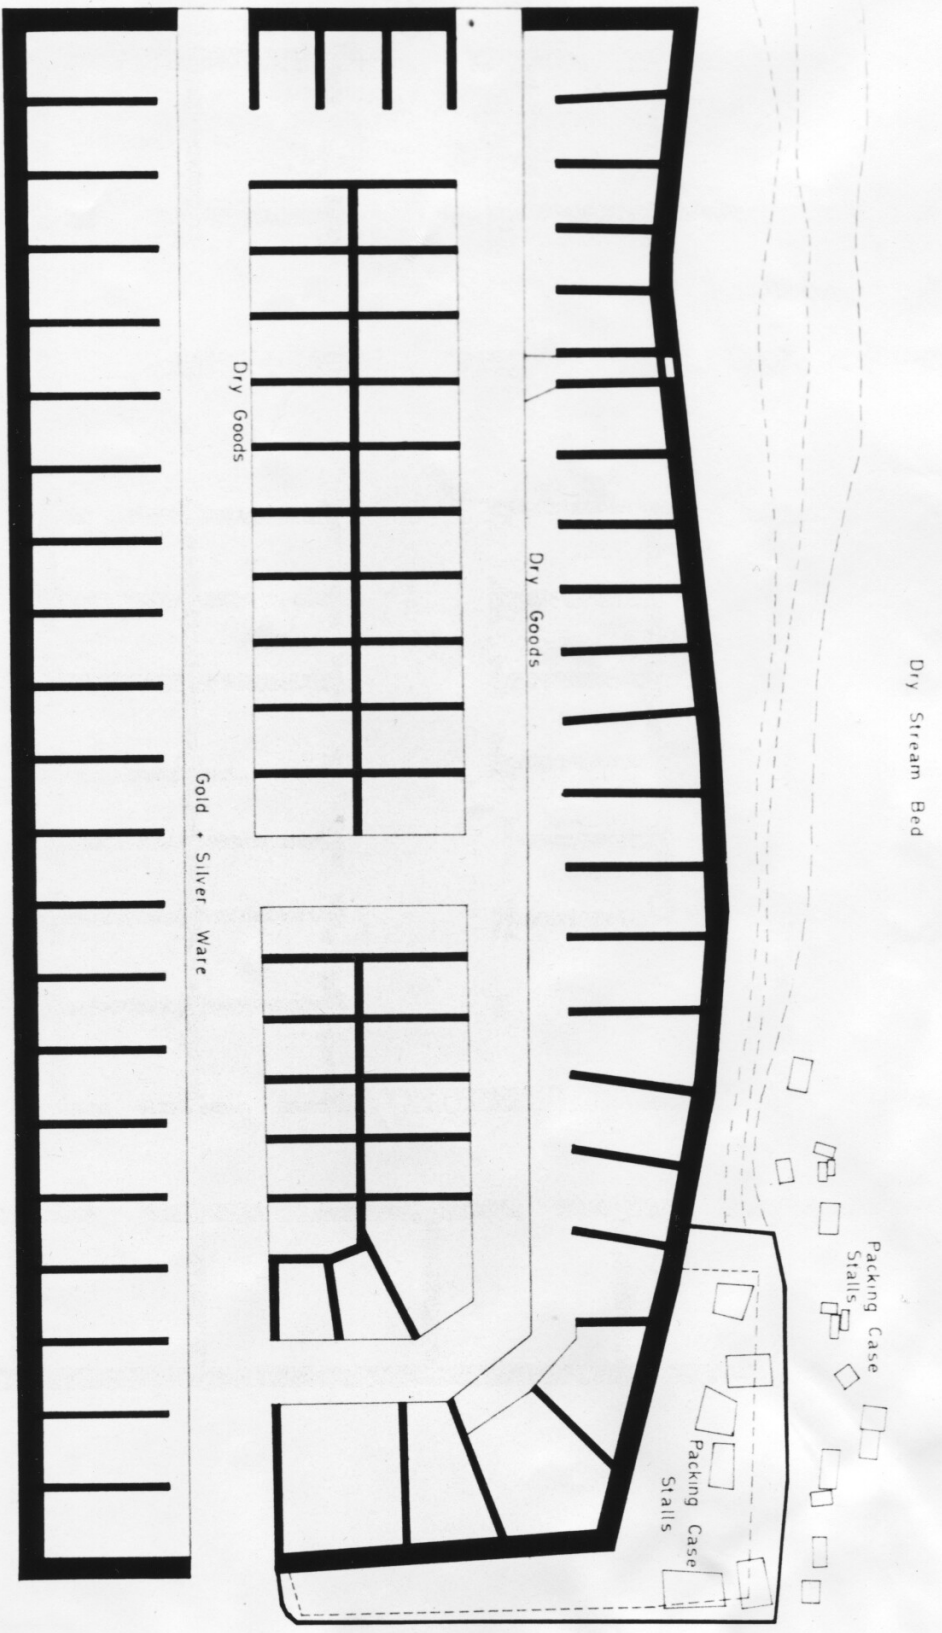 Dry Goods
Dry Goods
Gold + Silver Ware
Dry Stream Bed
Packing Case
Stalls
Packing Case
Stalls